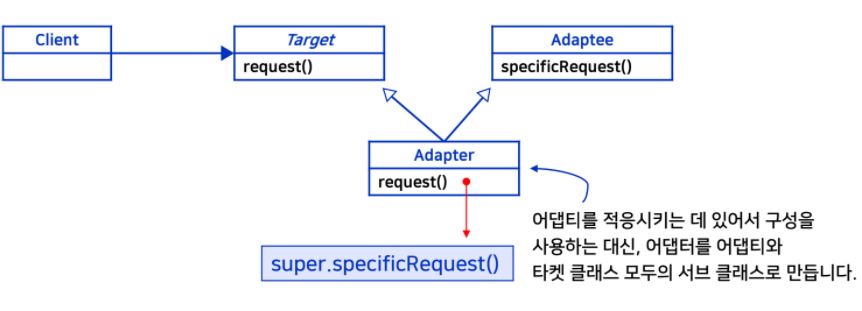 Client
Target
request()
Adaptee
specificRequest()
Adapter
request()
super.specificRequest()
어댑티를 적응시키는 데 있어서 구성을
사용하는 대신, 어댑터를 어댑티와
타켓 클래스 모두의 서브 클래스로 만듭니다.